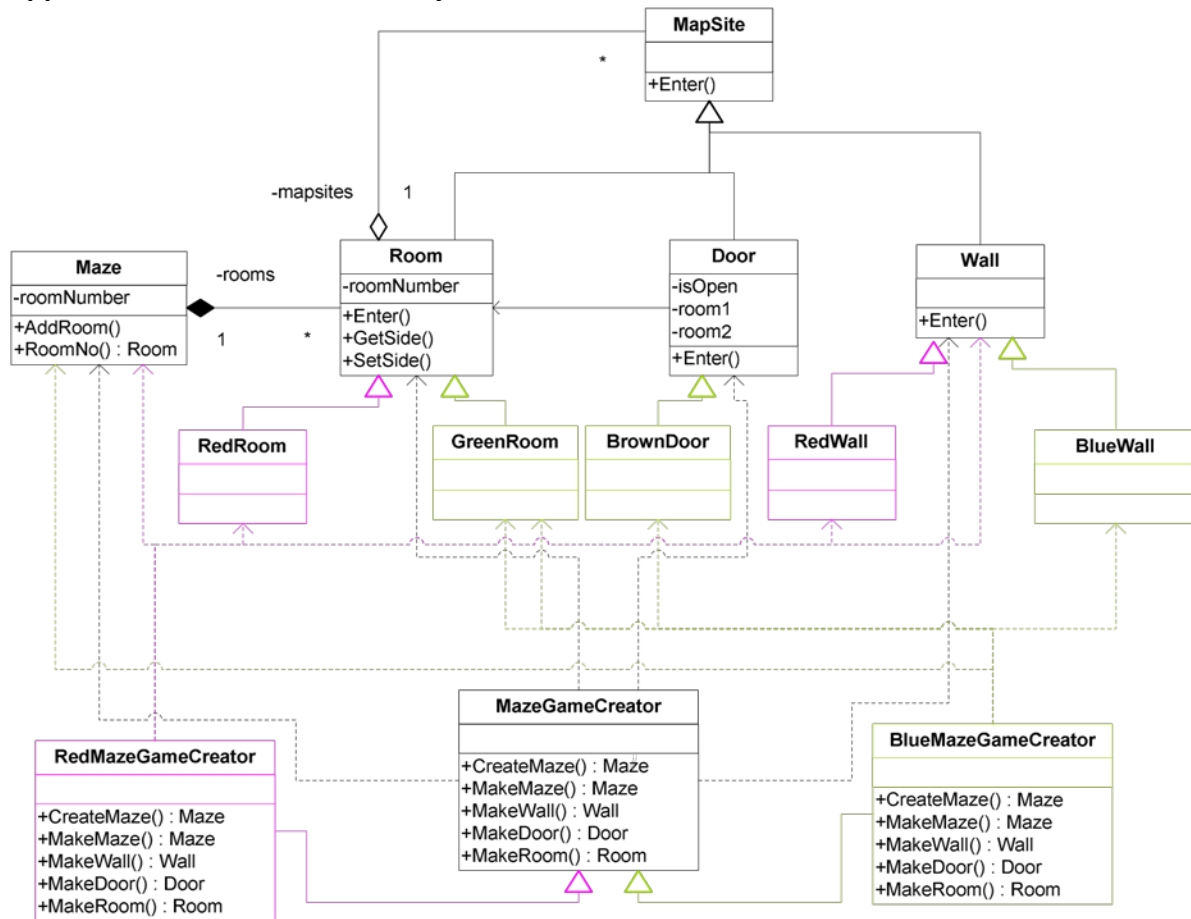 MapSite
+Enter()
*
-mapsites
1
Maze
-roomNumber
+AddRoom()
+RoomNo() : Room
-rooms
1
*
Room
-roomNumber
+Enter()
+GetSide()
+SetSide()
Door
-isOpen
-room1
-room2
+Enter()
Wall
+Enter()
RedRoom
GreenRoom
BrownDoor
RedWall
BlueWall
RedMazeGameCreator
+CreateMaze() : Maze
+MakeMaze() : Maze
+MakeWall() : Wall
+MakeDoor() : Door
+MakeRoom() : Room
MazeGameCreator
+CreateMaze() : Maze
+MakeMaze() : Maze
+MakeWall() : Wall
+MakeDoor() : Door
+MakeRoom() : Room
BlueMazeGameCreator
+CreateMaze() : Maze
+MakeMaze() : Maze
+MakeWall() : Wall
+MakeDoor() : Door
+MakeRoom() : Room